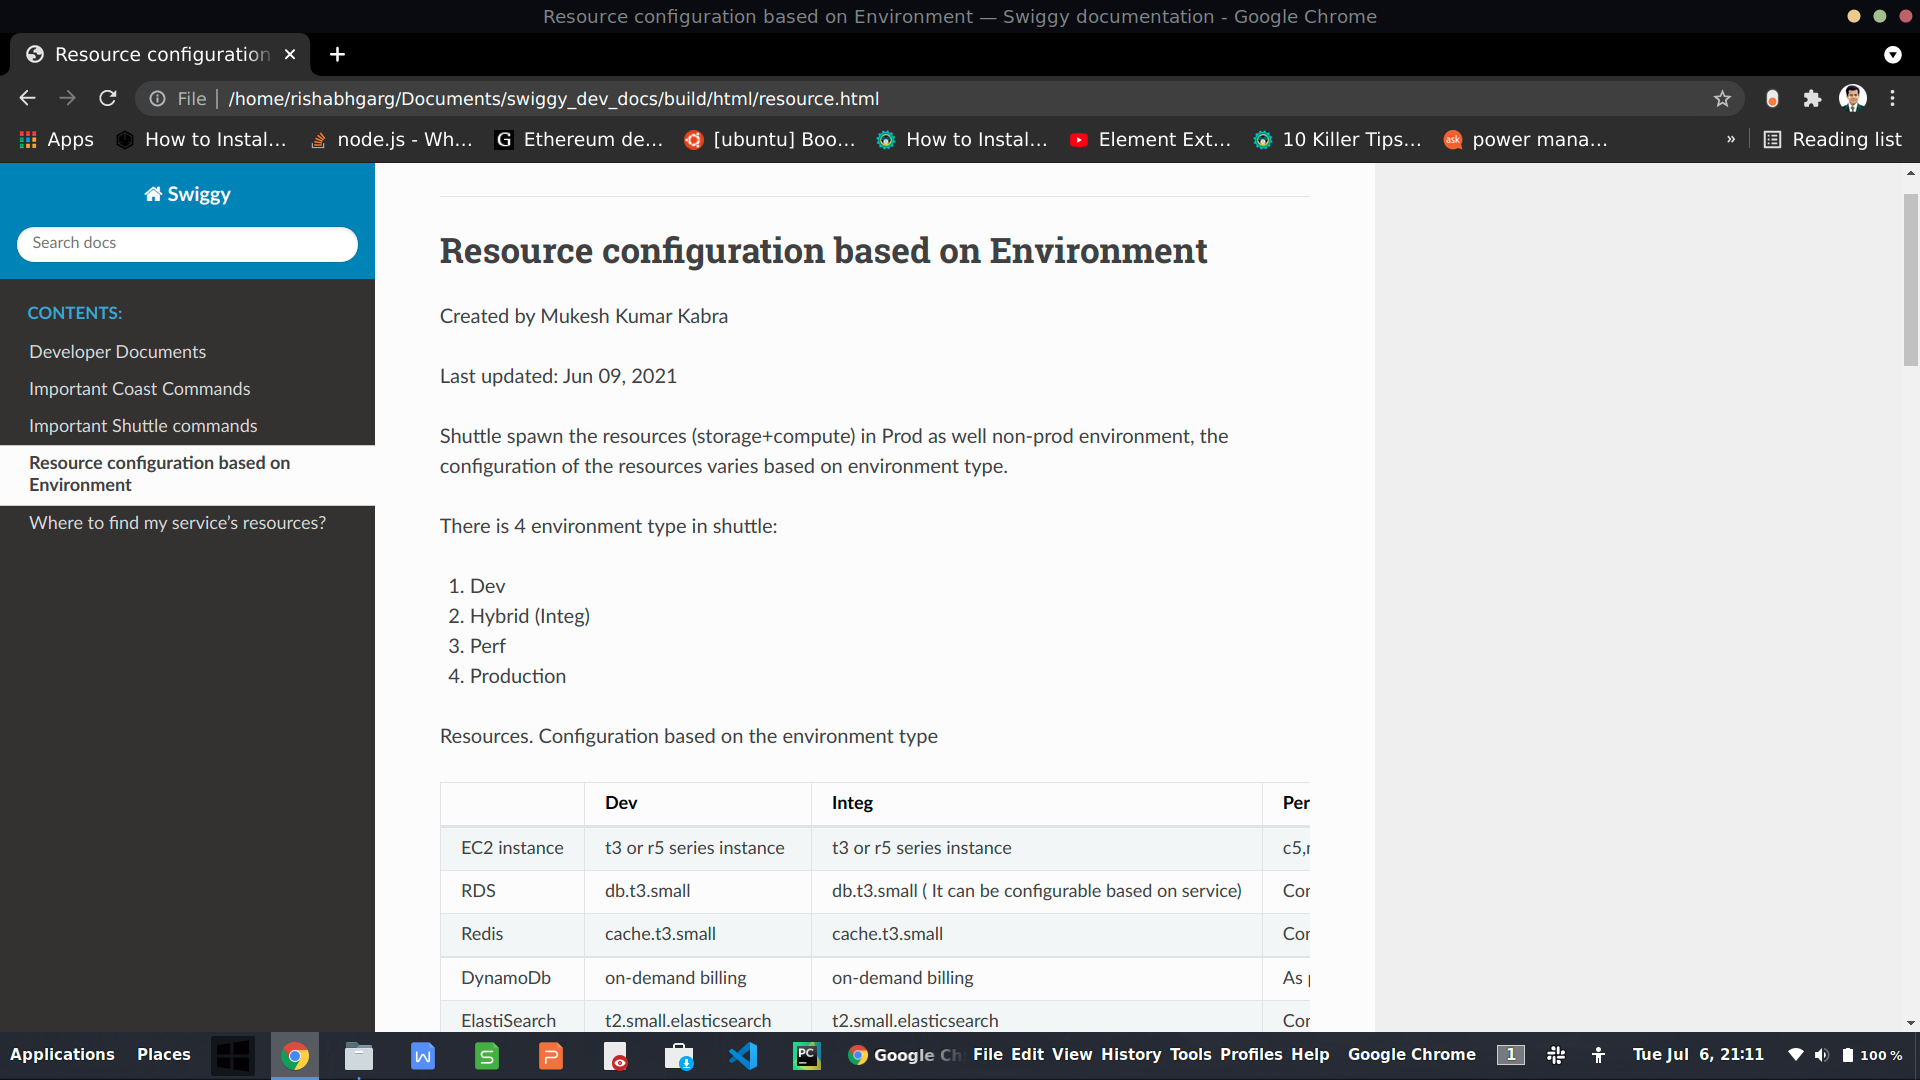 Resource configuration based on Environment — Swiggy documentation - Google Chrome
Resource configuration
File | /home/rishabhgarg/Documents/swiggy_dev_docs/build/html/resource.html
Apps How to Instal... node.js - Wh... Ethereum de... [ubuntu] Boo... How to Instal... Element Ext... 10 Killer Tips... power mana... » Reading list
Swiggy
Search docs
CONTENTS:
Developer Documents
Important Coast Commands
Important Shuttle commands
Resource configuration based on
Environment
Where to find my service's resources?
Resource configuration based on Environment
Created by Mukesh Kumar Kabra
Last updated: Jun 09, 2021
Shuttle spawn the resources (storage+compute) in Prod as well non-prod environment, the
configuration of the resources varies based on environment type.
There is 4 environment type in shuttle:
1. Dev
2. Hybrid (Integ)
3. Perf
4. Production
Resources. Configuration based on the environment type
Dev Integ Per
EC2 instance t3 or r5 series instance t3 or r5 series instance c5,
RDS db.t3.small db.t3.small ( It can be configurable based on service) Cor
Redis cache.t3.small cache.t3.small Cor
DynamoDb on-demand billing on-demand billing As
ElastiSearch t2.small.elasticsearch t2.small.elasticsearch Cor
Applications Places Google Ch File Edit View History Tools Profiles Help Google Chrome 1 Tue Jul 6, 21:11 100 %